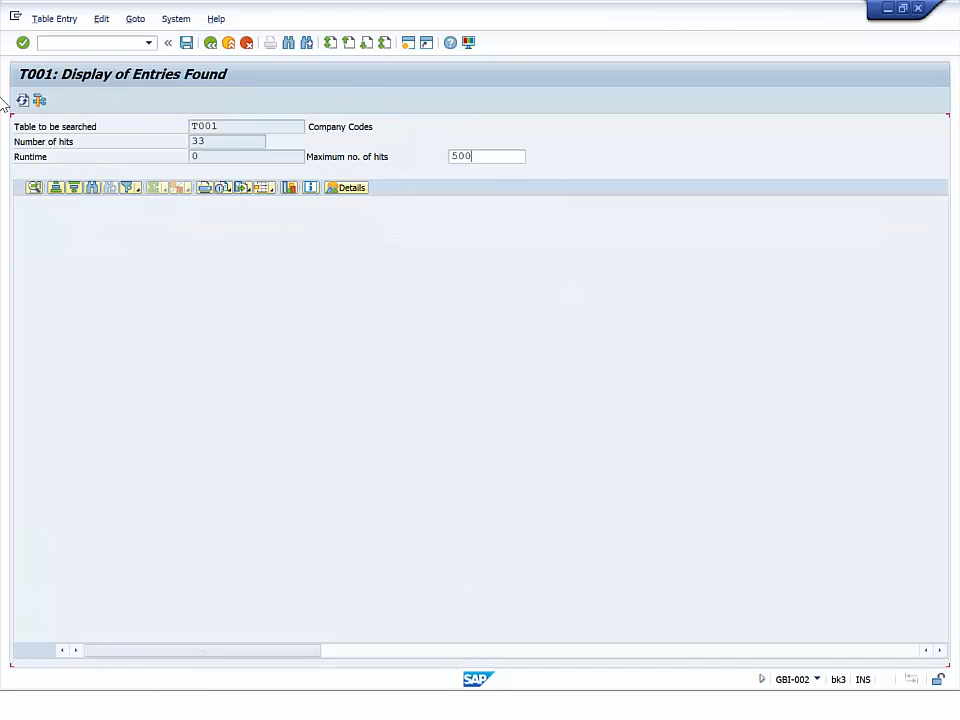 Table Entry Edit Goto System Help
T001: Display of Entries Found
Table to be searched T001 Company Codes
Number of hits 33
Runtime 0 Maximum no. of hits 500
Details
SAP GBI-002 bk3 INS